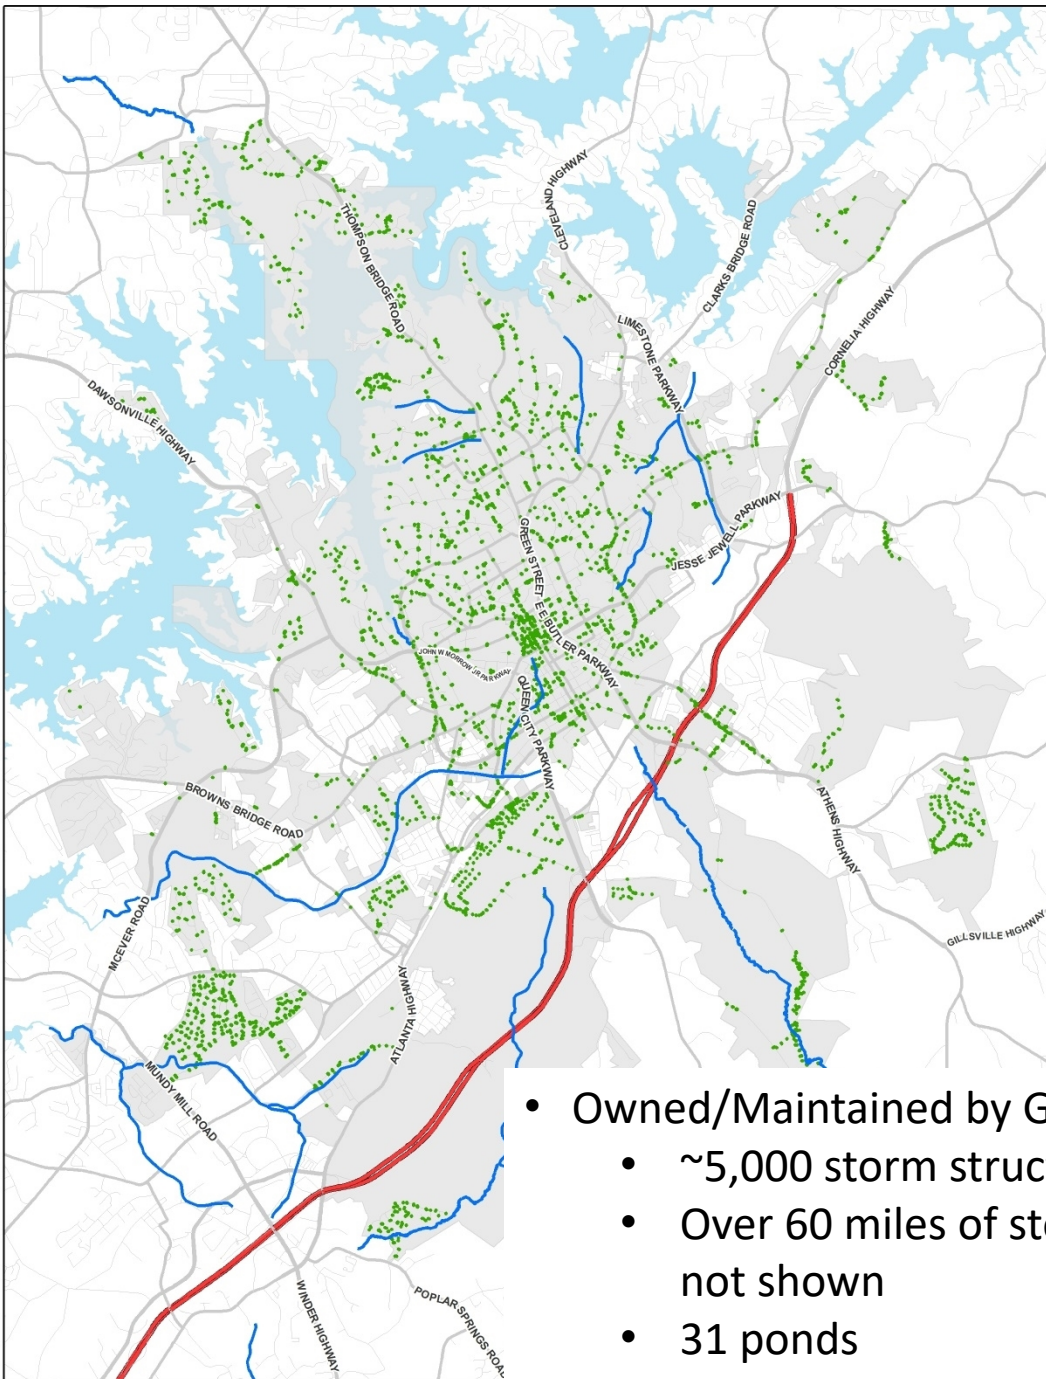 CLEVELAND HIGHWAY
THOMPSON BRIDGE ROAD
CLARKS BRIDGE ROAD
LIMESTONE PARKWAY
CORNELIA HIGHWAY
DAWSONVILLE HIGHWAY
GREEN STREET
JESSE JEWELL PARKWAY
E E BUTLER PARKWAY
JOHN W MORROW JR PARKWAY
QUEEN CITY PARKWAY
BROWNS BRIDGE ROAD
ATHENS HIGHWAY
MCEVER ROAD
GILLSVILLE HIGHWAY
ATLANTA HIGHWAY
MUNDY MILL ROAD
WINDER HIGHWAY
POPLAR SPRINGS ROA
• Owned/Maintained by G
• ~5,000 storm struc
• Over 60 miles of sto
not shown
• 31 ponds